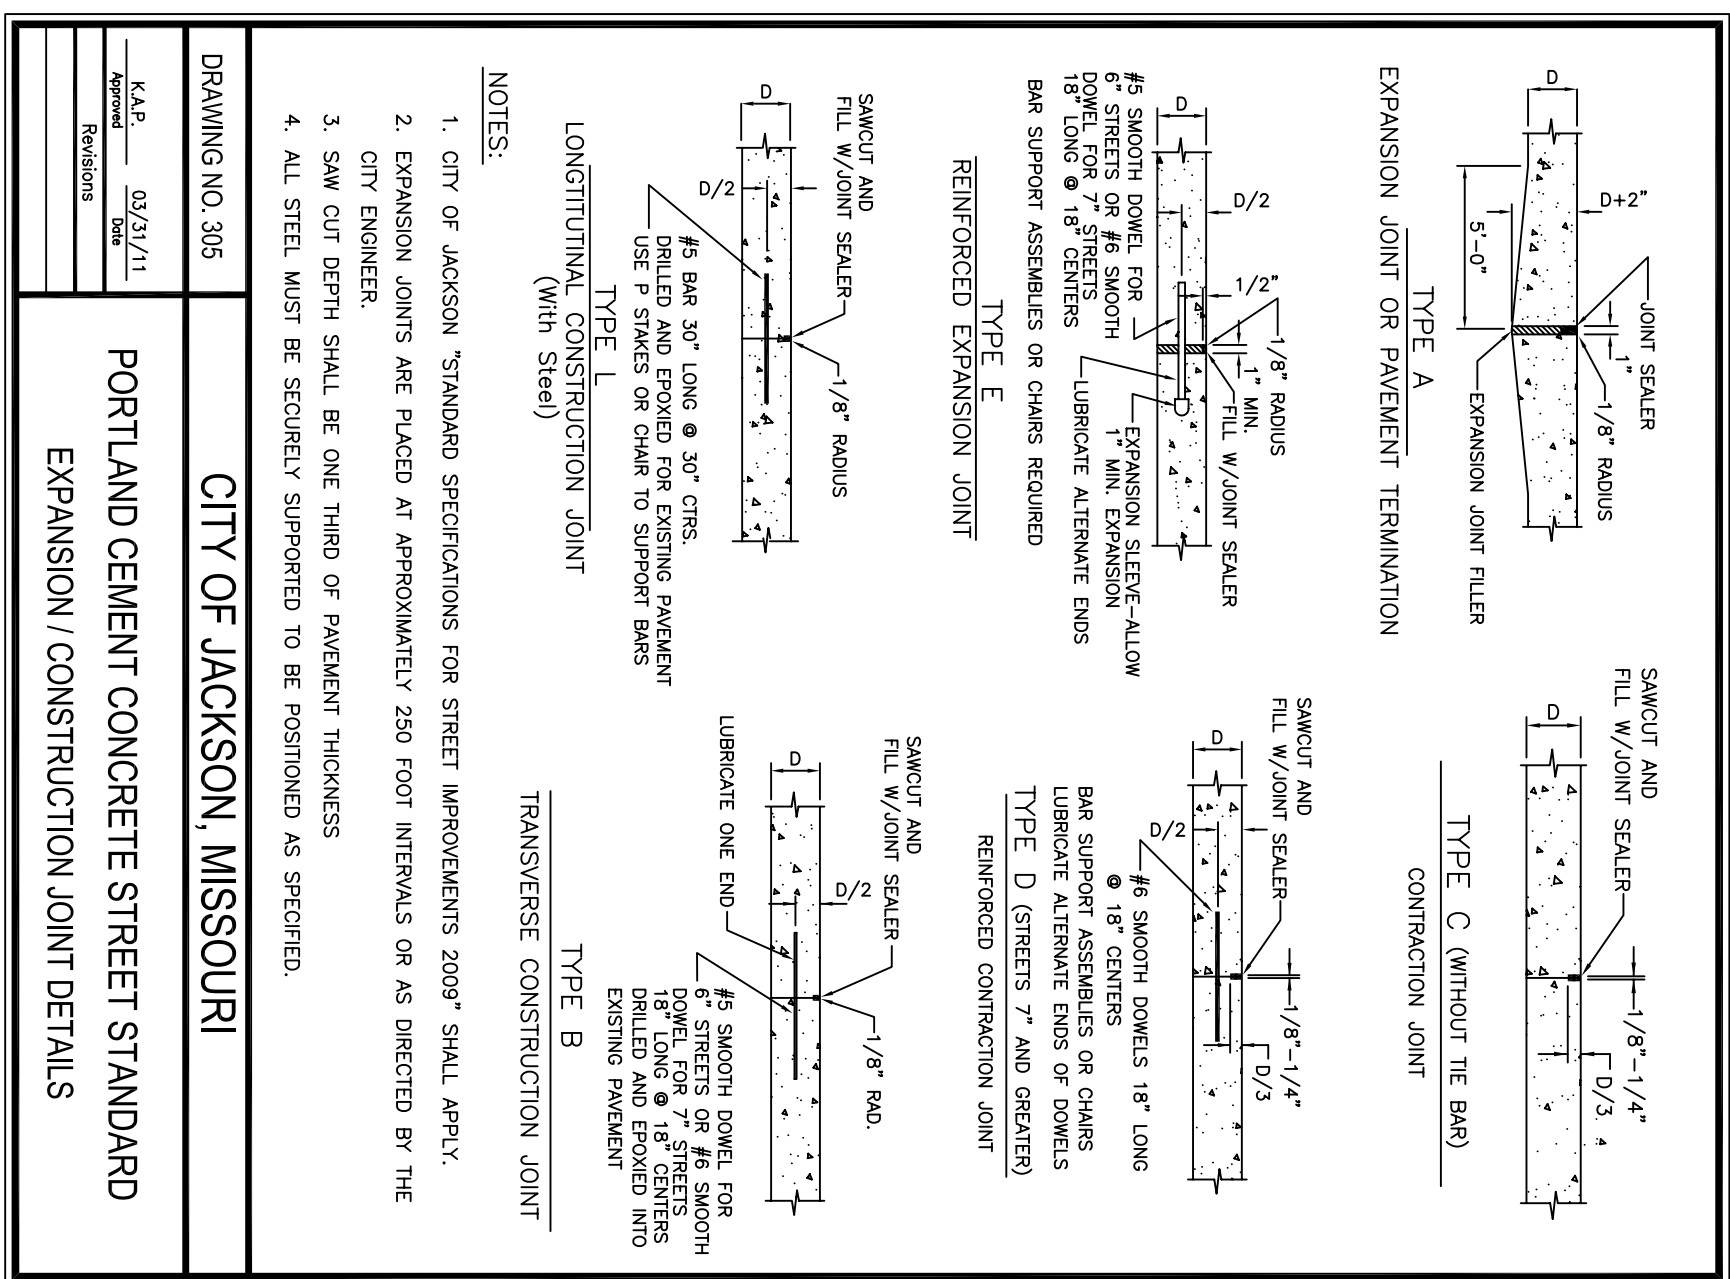 D
D+2"
5'-0"
1"
JOINT SEALER
1/8" RADIUS
EXPANSION JOINT FILLER
TYPE A
EXPANSION JOINT OR PAVEMENT TERMINATION
SAWCUT AND
FILL W/JOINT SEALER
D
1/8"-1/4"
D/3
TYPE C (WITHOUT TIE BAR)
CONTRACTION JOINT
D
D/2
1/2"
1/8" RADIUS
1" MIN.
FILL W/JOINT SEALER
EXPANSION SLEEVE-ALLOW
1" MIN. EXPANSION
LUBRICATE ALTERNATE ENDS
#5 SMOOTH DOWEL FOR
6" STREETS OR #6 SMOOTH
DOWEL FOR 7" STREETS
18" LONG @ 18" CENTERS
BAR SUPPORT ASSEMBLIES OR CHAIRS REQUIRED
TYPE E
REINFORCED EXPANSION JOINT
SAWCUT AND
FILL W/JOINT SEALER
D
1/8"-1/4"
D/3
D/2
#6 SMOOTH DOWELS 18" LONG
@ 18" CENTERS
BAR SUPPORT ASSEMBLIES OR CHAIRS
LUBRICATE ALTERNATE ENDS OF DOWELS
TYPE D (STREETS 7" AND GREATER)
REINFORCED CONTRACTION JOINT
SAWCUT AND
FILL W/JOINT SEALER
1/8" RADIUS
D
D/2
#5 BAR 30" LONG @ 30" CTRS.
DRILLED AND EPOXIED FOR EXISTING PAVEMENT
USE P STAKES OR CHAIR TO SUPPORT BARS
TYPE L
LONGTITUTINAL CONSTRUCTION JOINT
(With Steel)
SAWCUT AND
FILL W/JOINT SEALER
1/8" RAD.
D
D/2
LUBRICATE ONE END
#5 SMOOTH DOWEL FOR
6" STREETS OR #6 SMOOTH
DOWEL FOR 7" STREETS
18" LONG @ 18" CENTERS
DRILLED AND EPOXIED INTO
EXISTING PAVEMENT
TYPE B
TRANSVERSE CONSTRUCTION JOINT
NOTES:
1. CITY OF JACKSON "STANDARD SPECIFICATIONS FOR STREET IMPROVEMENTS 2009" SHALL APPLY.
2. EXPANSION JOINTS ARE PLACED AT APPROXIMATELY 250 FOOT INTERVALS OR AS DIRECTED BY THE
CITY ENGINEER.
3. SAW CUT DEPTH SHALL BE ONE THIRD OF PAVEMENT THICKNESS
4. ALL STEEL MUST BE SECURELY SUPPORTED TO BE POSITIONED AS SPECIFIED.
DRAWING NO. 305
K.A.P. 03/31/11
Approved Date
Revisions
CITY OF JACKSON, MISSOURI
PORTLAND CEMENT CONCRETE STREET STANDARD
EXPANSION / CONSTRUCTION JOINT DETAILS